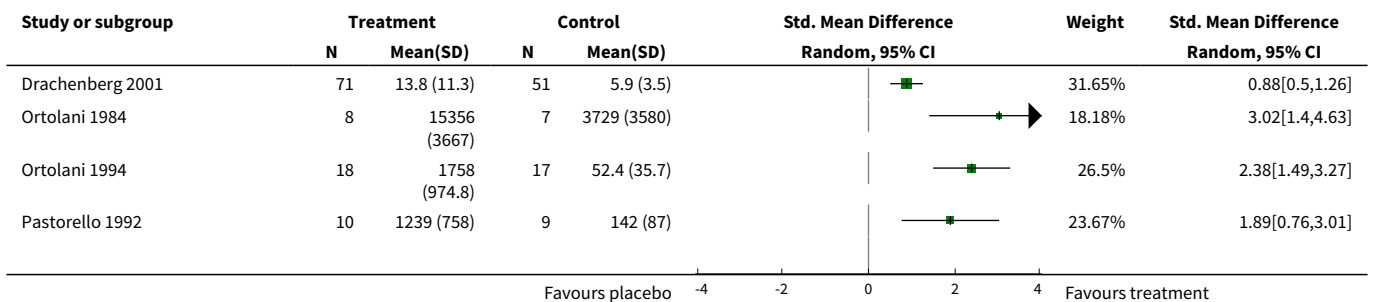 Study or subgroup Treatment Control Std. Mean Difference Weight Std. Mean Difference
N Mean(SD) N Mean(SD) Random, 95% CI Random, 95% CI
Drachenberg 2001 71 13.8 (11.3) 51 5.9 (3.5) 31.65% 0.88[0.5,1.26]
Ortolani 1984 8 15356 7 3729 (3580) 18.18% 3.02[1.4,4.63]
(3667)
Ortolani 1994 18 1758 17 52.4 (35.7) 26.5% 2.38[1.49,3.27]
(974.8)
Pastorello 1992 10 1239 (758) 9 142 (87) 23.67% 1.89[0.76,3.01]
Favours placebo -4 -2 0 2 4 Favours treatment